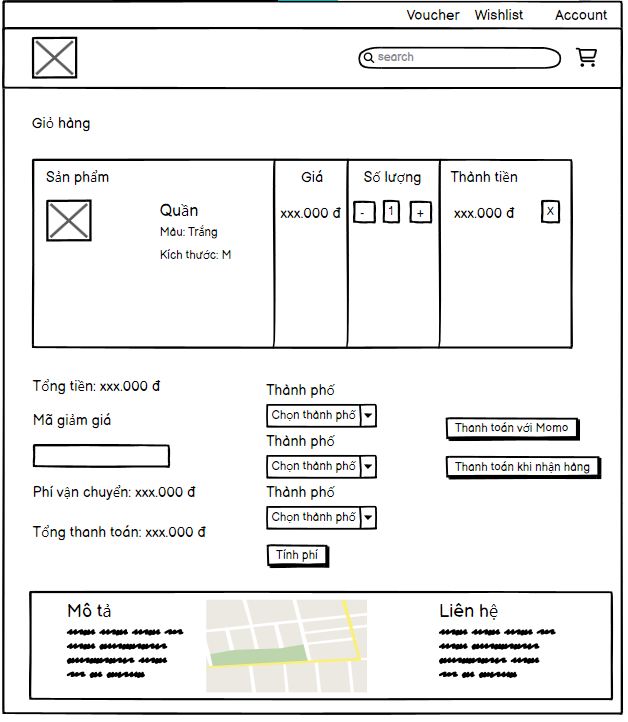 Voucher Wishlist Account
search
Giỏ hàng
Sản phẩm Giá Số lượng Thành tiền
Quần xxx.000 đ - 1 + xxx.000 đ X
Màu: Trắng
Kích thước: M
Tổng tiền: xxx.000 đ
Mã giảm giá
Phí vận chuyển: xxx.000 đ
Tổng thanh toán: xxx.000 đ
Thành phố
Chọn thành phố
Thành phố
Chọn thành phố
Thành phố
Chọn thành phố
Tính phí
Thanh toán với Momo
Thanh toán khi nhận hàng
Mô tả
Liên hệ